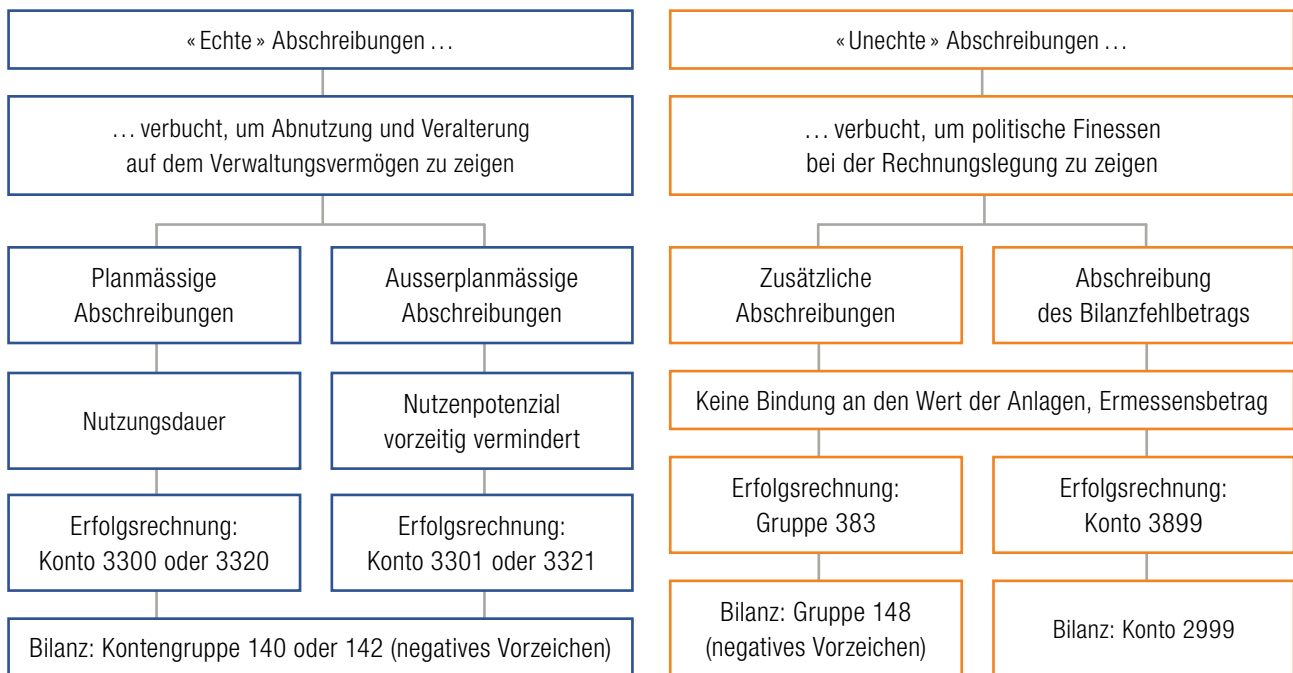 «Echte» Abschreibungen …
… verbucht, um Abnutzung und Veralterung
auf dem Verwaltungsvermögen zu zeigen
Planmässige
Abschreibungen
Ausserplanmässige
Abschreibungen
Nutzungsdauer
Nutzenpotenzial
vorzeitig vermindert
Erfolgsrechnung:
Konto 3300 oder 3320
Erfolgsrechnung:
Konto 3301 oder 3321
Bilanz: Kontengruppe 140 oder 142 (negatives Vorzeichen)
«Unechte» Abschreibungen …
… verbucht, um politische Finessen
bei der Rechnungslegung zu zeigen
Zusätzliche
Abschreibungen
Abschreibung
des Bilanzfehlbetrags
Keine Bindung an den Wert der Anlagen, Ermessensbetrag
Erfolgsrechnung:
Gruppe 383
Erfolgsrechnung:
Konto 3899
Bilanz: Gruppe 148
(negatives Vorzeichen)
Bilanz: Konto 2999